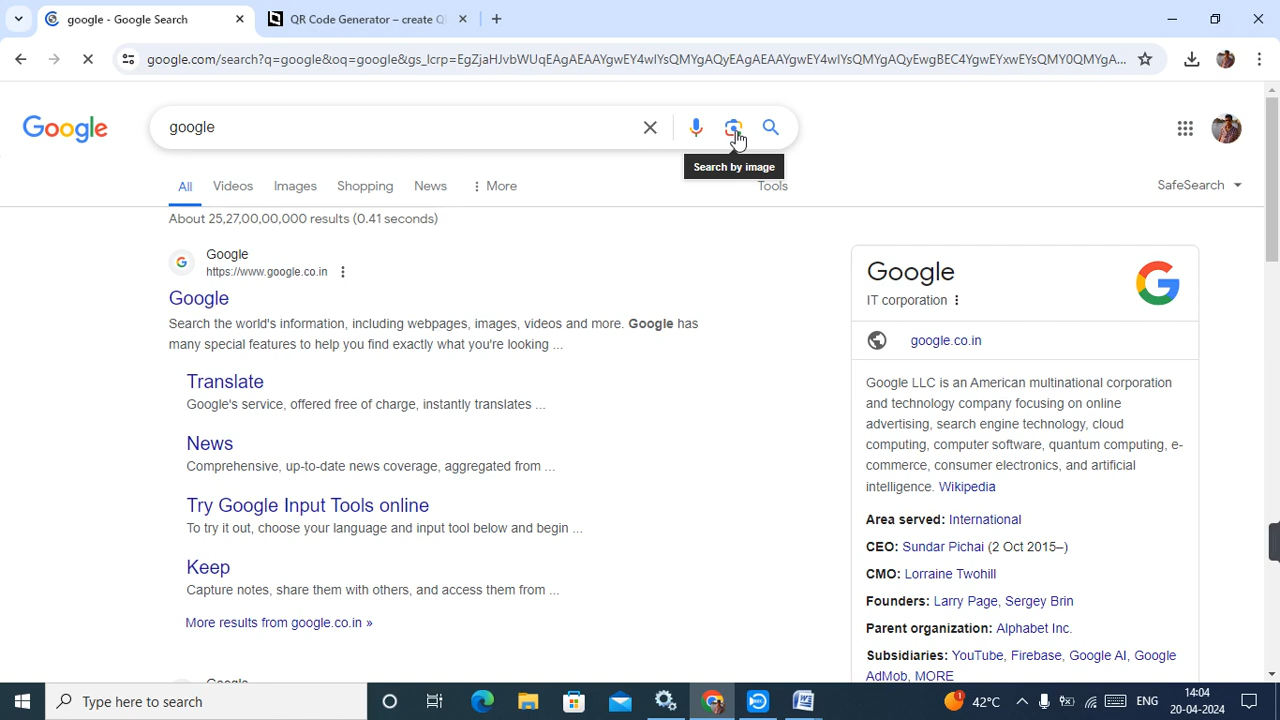 google - Google Search
QR Code Generator – create Q
google.com/search?q=google&oq=google&gs_lcrp=EgZjaHJvbWUqEAgAEAAYgwEY4wIYsQMYgAQyEAgAEAAYgwEY4wIYsQMYgAQyEwgBEC4YgwEYxwEYsQMY0QMYgA...
Google
google
Search by image
All
Videos
Images
Shopping
News
More
Tools
SafeSearch
About 25,27,00,00,000 results (0.41 seconds)
Google
https://www.google.co.in
Google
Search the world's information, including webpages, images, videos and more. Google has
many special features to help you find exactly what you're looking ...
Translate
Google's service, offered free of charge, instantly translates ...
News
Comprehensive, up-to-date news coverage, aggregated from ...
Try Google Input Tools online
To try it out, choose your language and input tool below and begin ...
Keep
Capture notes, share them with others, and access them from ...
More results from google.co.in »
Google
IT corporation
google.co.in
Google LLC is an American multinational corporation
and technology company focusing on online
advertising, search engine technology, cloud
computing, computer software, quantum computing, e-
commerce, consumer electronics, and artificial
intelligence. Wikipedia
Area served: International
CEO: Sundar Pichai (2 Oct 2015–)
CMO: Lorraine Twohill
Founders: Larry Page, Sergey Brin
Parent organization: Alphabet Inc.
Subsidiaries: YouTube, Firebase, Google AI, Google
AdMob, MORE
Type here to search
1
42°C
ENG
14:04
20-04-2024